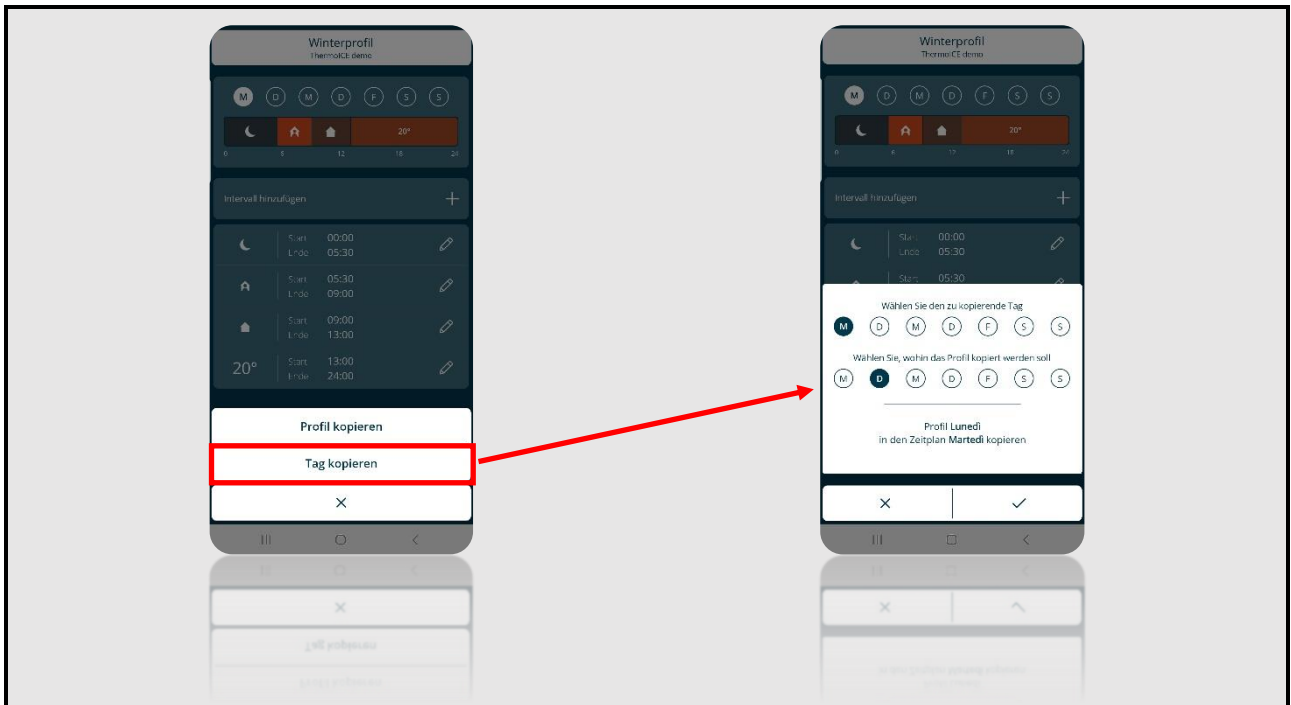 Winterprofil
ThermoICE demo
M D M D F S S
20°
0 6 12 18 24
Intervall hinzufügen
Start 00:00
Ende 05:30
Start 05:30
Ende 09:00
Start 09:00
Ende 13:00
20°
Start 13:00
Ende 24:00
Profil kopieren
Tag kopieren
Winterprofil
ThermoICE demo
M D M D F S S
20°
0 6 12 18 24
Intervall hinzufügen
Start 00:00
Ende 05:30
Start 05:30
Wählen Sie den zu kopierende Tag
M D M D F S S
Wählen Sie, wohin das Profil kopiert werden soll
M D M D F S S
Profil Lunedì
in den Zeitplan Martedì kopieren